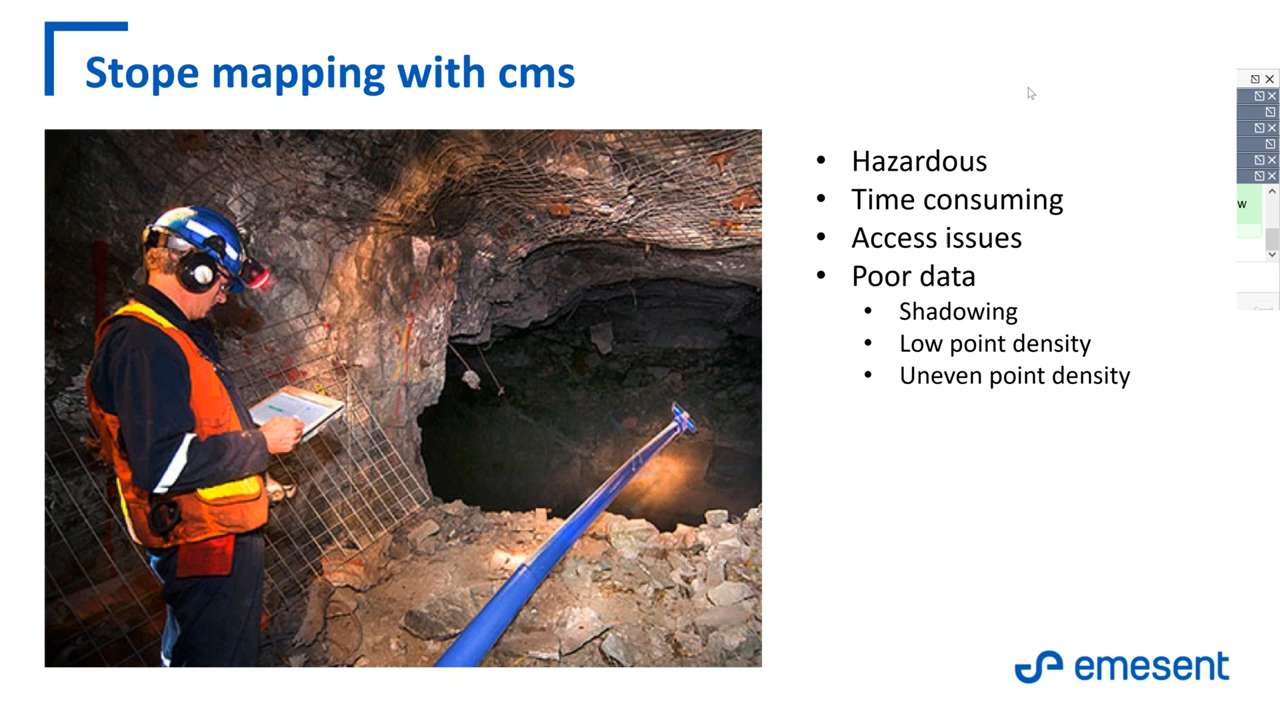 Stope mapping with cms
• Hazardous
• Time consuming
• Access issues
• Poor data
• Shadowing
• Low point density
• Uneven point density
w
emesent